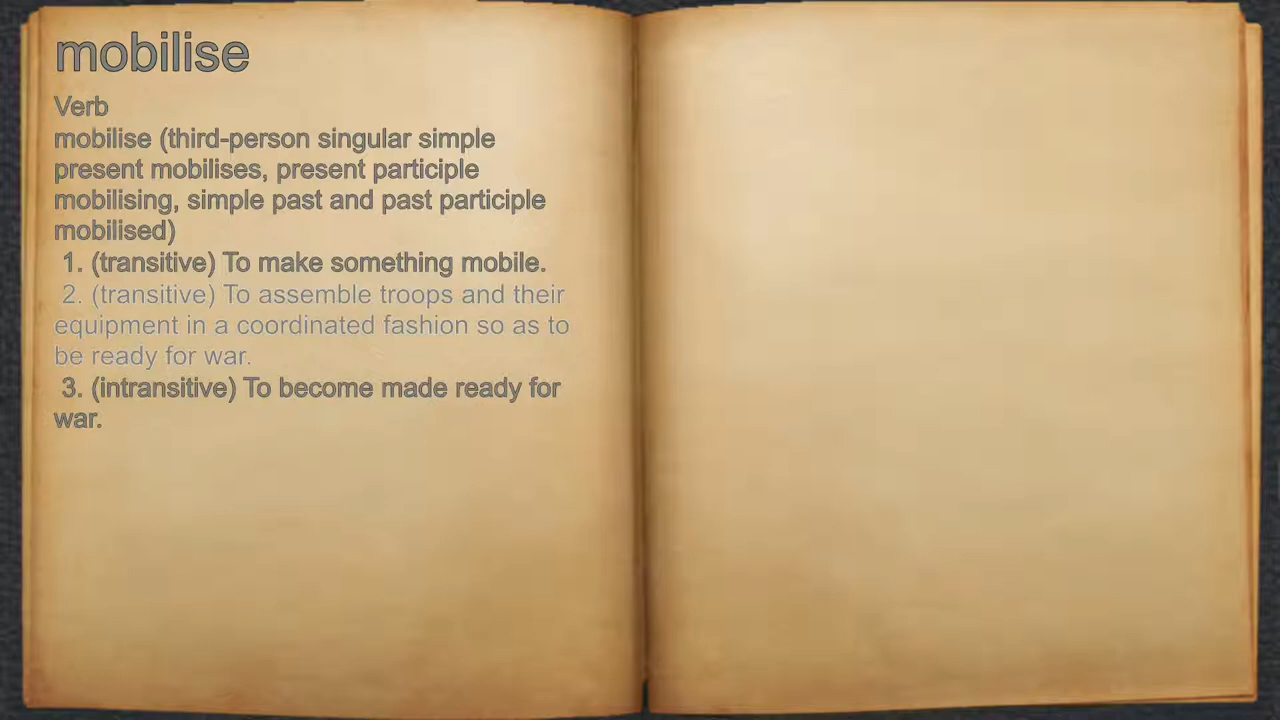 mobilise
Verb
mobilise (third-person singular simple
present mobilises, present participle
mobilising, simple past and past participle
mobilised)
1. (transitive) To make something mobile.
2. (transitive) To assemble troops and their
equipment in a coordinated fashion so as to
be ready for war.
3. (intransitive) To become made ready for
war.